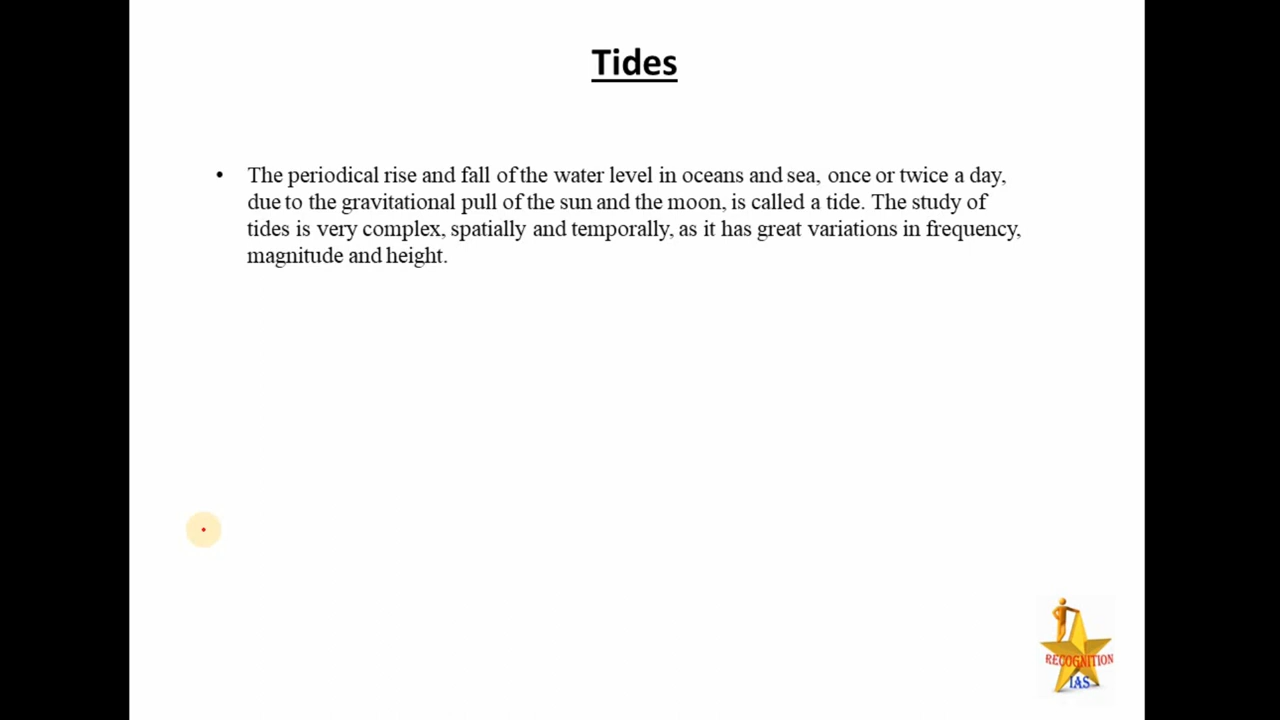 Tides
• The periodical rise and fall of the water level in oceans and sea, once or twice a day,
due to the gravitational pull of the sun and the moon, is called a tide. The study of
tides is very complex, spatially and temporally, as it has great variations in frequency,
magnitude and height.
RECOGNITION
IAS